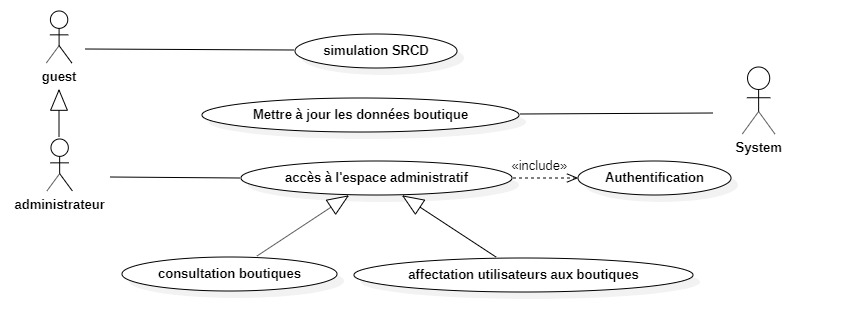 simulation SRCD
guest
Mettre à jour les données boutique
System
«include»
accès à l'espace administratif
Authentification
administrateur
consultation boutiques
affectation utilisateurs aux boutiques